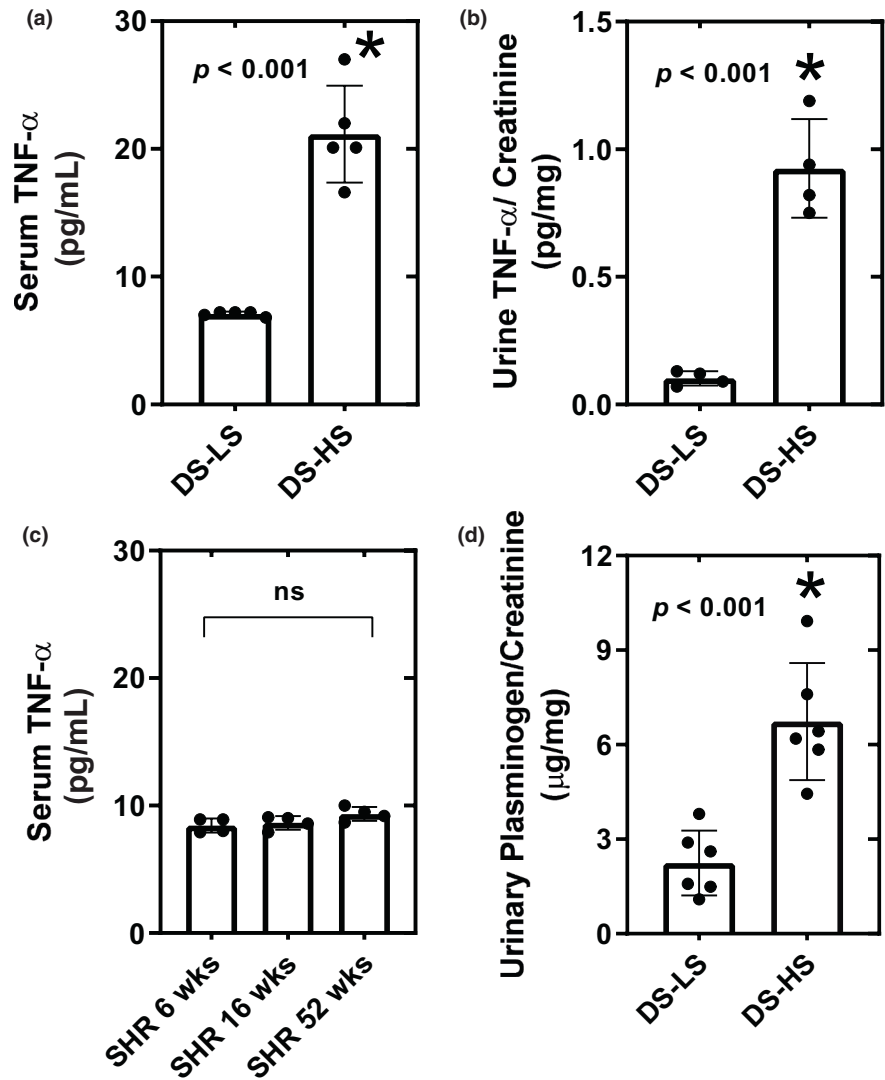 (a)
Serum TNF-α
(pg/mL)
30
20
10
0
p < 0.001
*
DS-LS
DS-HS
(b)
Urine TNF-α/ Creatinine
(pg/mg)
1.5
1.0
0.5
0.0
p < 0.001
*
DS-LS
DS-HS
(c)
Serum TNF-α
(pg/mL)
30
20
10
0
ns
SHR 6 wks
SHR 16 wks
SHR 52 wks
(d)
Urinary Plasminogen/Creatinine
(μg/mg)
12
9
6
3
0
p < 0.001
*
DS-LS
DS-HS